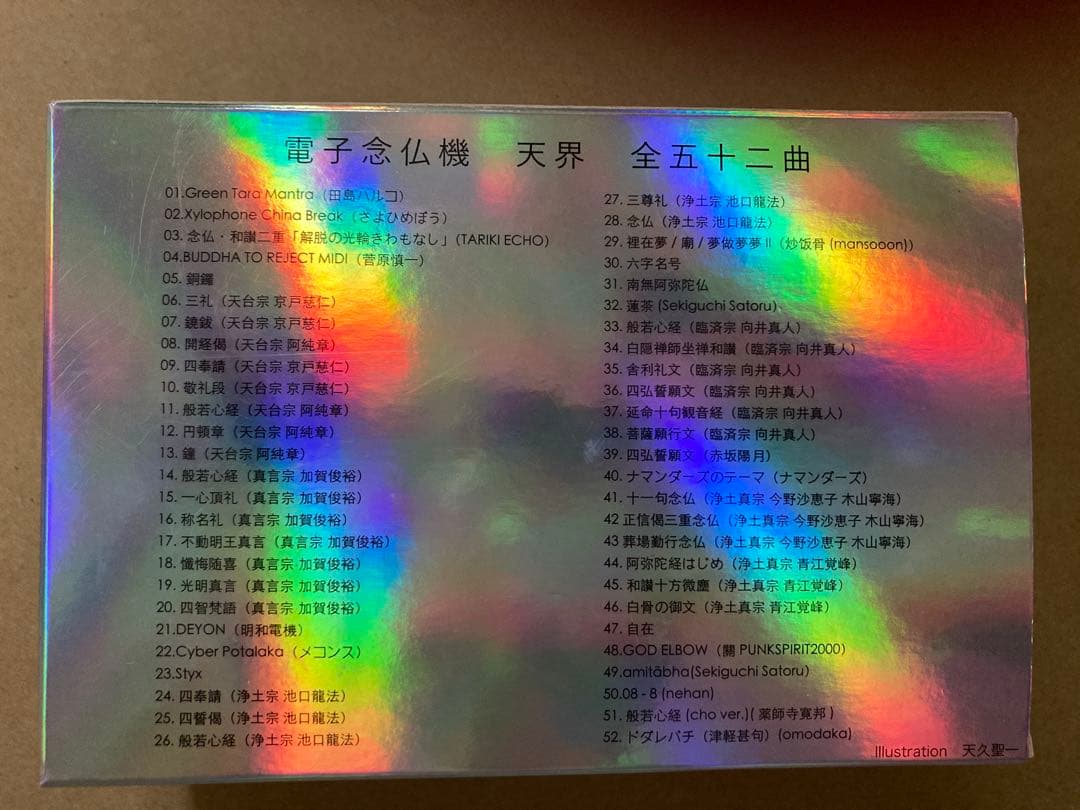 電子念仏機 天界 全五十二曲
01.Green Tara Mantra（田島ハルコ）
02.Xylophone China Break（さよひめぼう）
03. 念仏・和讃二重「解脱の光輪きわもなし」(TARIKI ECHO)
04.BUDDHA TO REJECT MIDI（菅原慎一）
05. 銅鑼
06. 三礼（天台宗 京戸慈仁）
07. 鐃鈸（天台宗 京戸慈仁）
08. 開経偈（天台宗 阿純章）
09. 四奉請（天台宗 京戸慈仁）
10. 敬礼段（天台宗 京戸慈仁）
11. 般若心経（天台宗 阿純章）
12. 円頓章（天台宗 阿純章）
13. 鐘（天台宗 阿純章）
14. 般若心経（真言宗 加賀俊裕）
15. 一心頂礼（真言宗 加賀俊裕）
16. 称名礼（真言宗 加賀俊裕）
17. 不動明王真言（真言宗 加賀俊裕）
18. 懺悔随喜（真言宗 加賀俊裕）
19. 光明真言（真言宗 加賀俊裕）
20. 四智梵語（真言宗 加賀俊裕）
21.DEYON（明和電機）
22.Cyber Potalaka（メコンス）
23.Styx
24. 四奉請（浄土宗 池口龍法）
25. 四誓偈（浄土宗 池口龍法）
26. 般若心経（浄土宗 池口龍法）
27. 三尊礼（浄土宗 池口龍法）
28. 念仏（浄土宗 池口龍法）
29. 裡在夢 / 廟 / 夢做夢夢 II（炒饭骨 (mansooon)）
30. 六字名号
31. 南無阿弥陀仏
32. 蓮茶 (Sekiguchi Satoru)
33. 般若心経（臨済宗 向井真人）
34. 白隠禅師坐禅和讃（臨済宗 向井真人）
35. 舎利礼文（臨済宗 向井真人）
36. 四弘誓願文（臨済宗 向井真人）
37. 延命十句観音経（臨済宗 向井真人）
38. 菩薩願行文（臨済宗 向井真人）
39. 四弘誓願文（赤坂陽月）
40. ナマンダーズのテーマ（ナマンダーズ）
41. 十一句念仏（浄土真宗 今野沙恵子 木山寧海）
42 正信偈三重念仏（浄土真宗 今野沙恵子 木山寧海）
43 葬場勤行念仏（浄土真宗 今野沙恵子 木山寧海）
44. 阿弥陀経はじめ（浄土真宗 青江覚峰）
45. 和讃十方微塵（浄土真宗 青江覚峰）
46. 白骨の御文（浄土真宗 青江覚峰）
47. 自在
48.GOD ELBOW（關 PUNKSPIRIT2000）
49.amitābha(Sekiguchi Satoru)
50.08 - 8 (nehan)
51. 般若心経 (cho ver.)( 薬師寺寛邦 )
52. ドダレバチ（津軽甚句）(omodaka)
Illustration 天久聖一